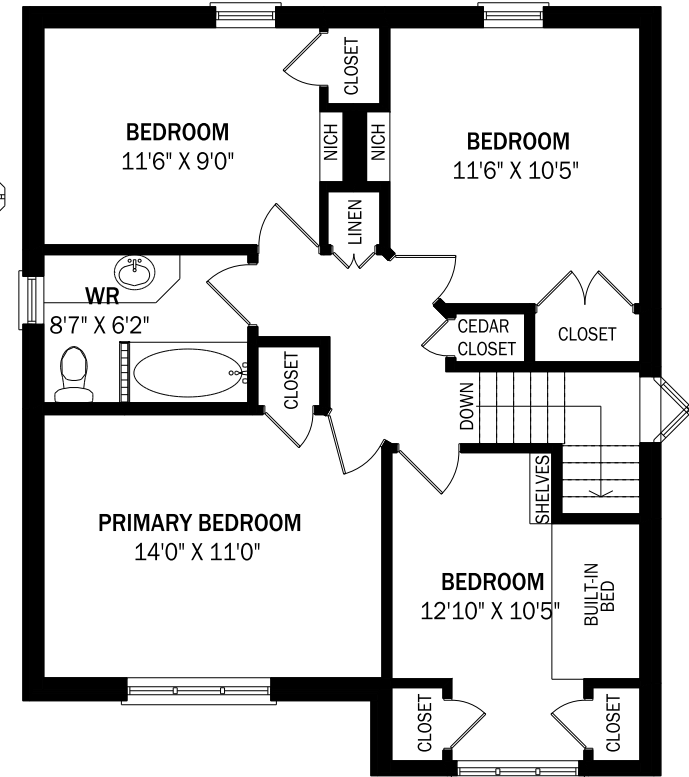 CLOSET
BEDROOM
11'6" X 9'0"
NICH
NICH
BEDROOM
11'6" X 10'5"
LINEN
WR
8'7" X 6'2"
CEDAR
CLOSET
CLOSET
CLOSET
DOWN
SHELVES
PRIMARY BEDROOM
14'0" X 11'0"
BEDROOM
12'10" X 10'5"
BUILT-IN
BED
CLOSET
CLOSET